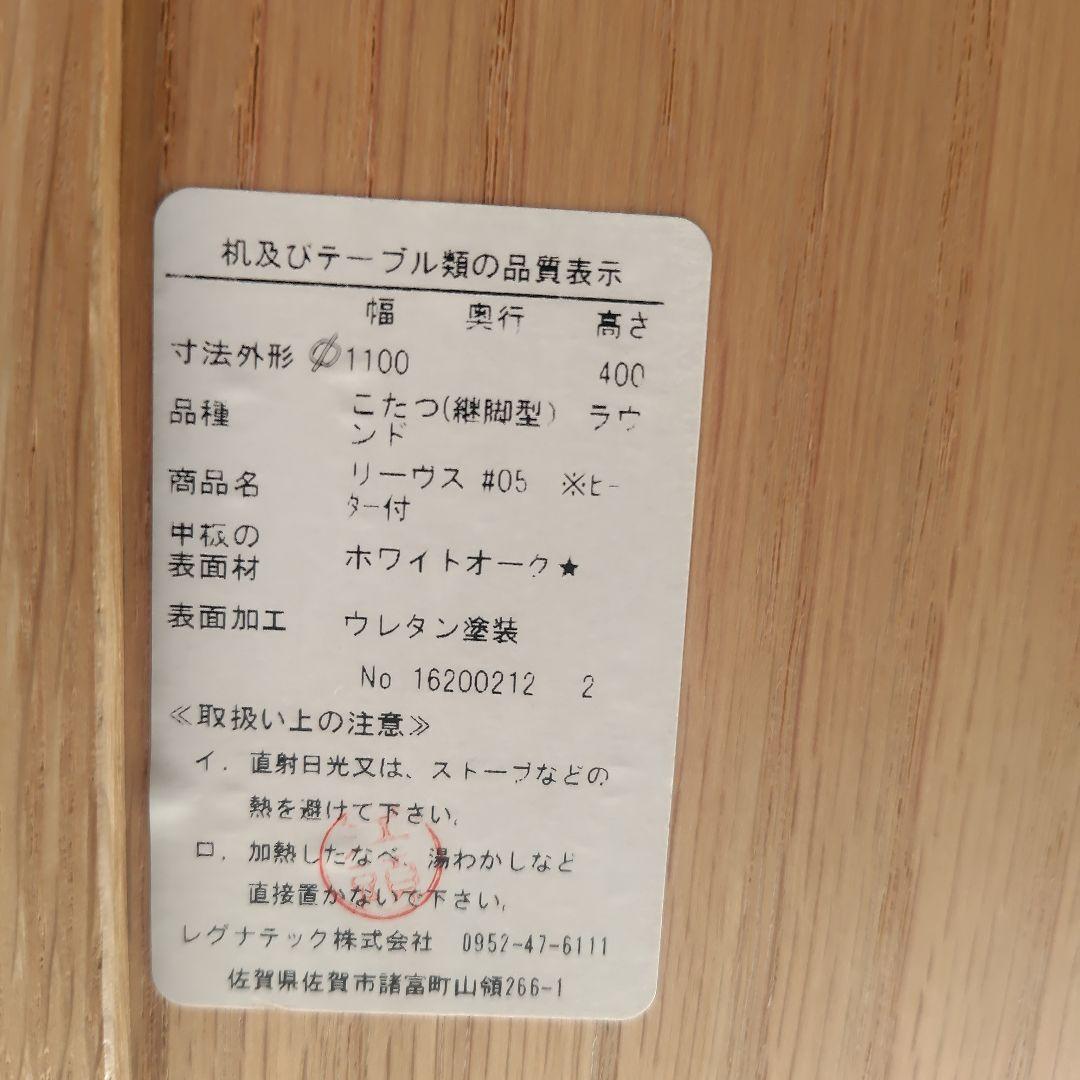 机及びテーブル類の品質表示
幅 奥行 高さ
寸法外形 ϕ1100 400
品種 こたつ(継脚型) ラウ
ンド
商品名 リーヴス #05 ※ヒー
ター付
甲板の
表面材 ホワイトオーク★
表面加工 ウレタン塗装
No 16200212 2
≪取扱い上の注意≫
イ. 直射日光又は、ストーブなどの
熱を避けて下さい。
ロ. 加熱したなべ、湯わかしなど
直接置かないで下さい。
レグナテック株式会社 0952-47-6111
佐賀県佐賀市諸富町山領266-1